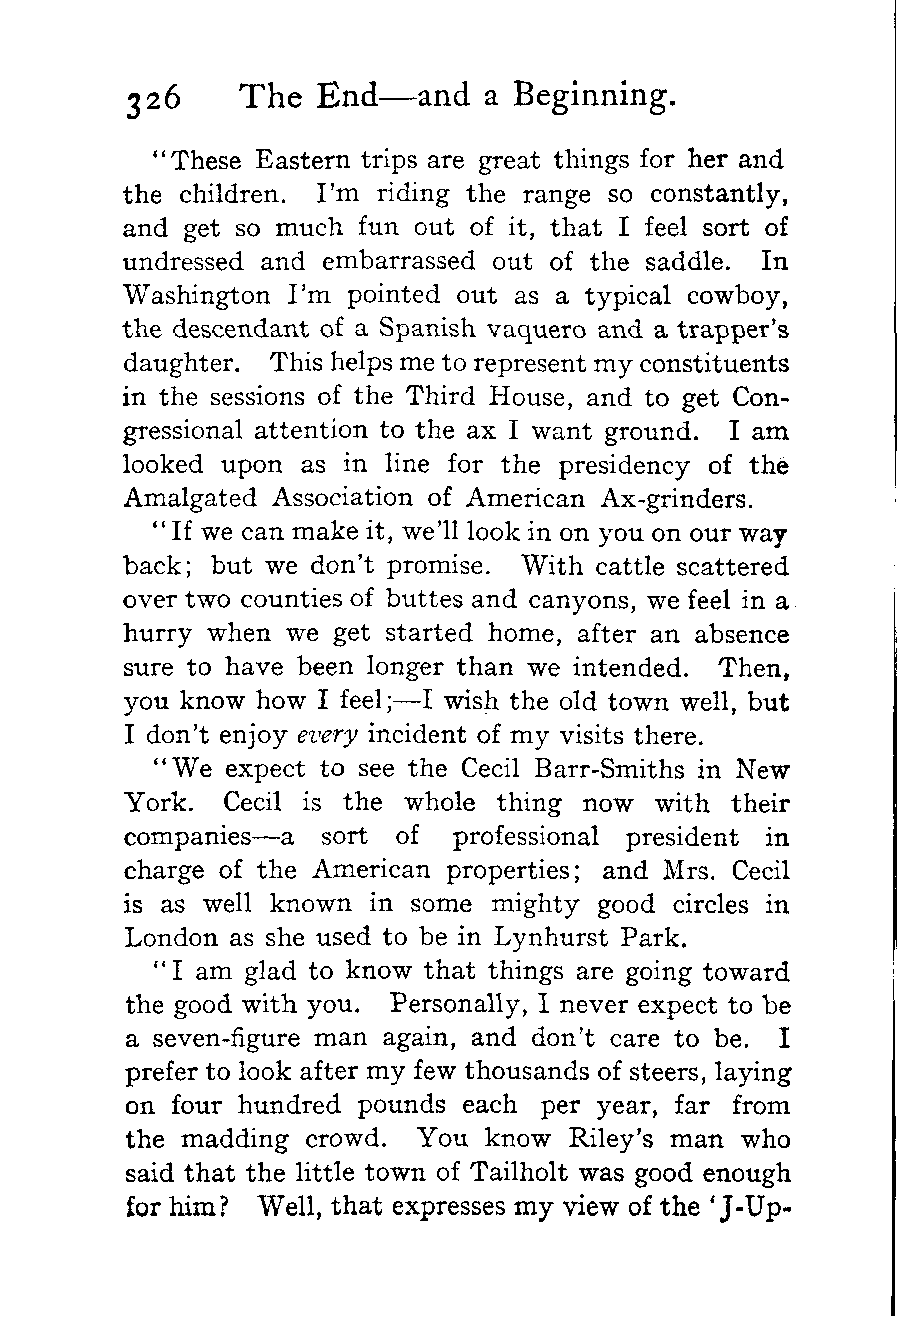 326 The End—and a Beginning.
"These Eastern trips are great things for her and
the children. I'm riding the range so constantly,
and get so much fun out of it, that I feel sort of
undressed and embarrassed out of the saddle. In
Washington I'm pointed out as a typical cowboy,
the descendant of a Spanish vaquero and a trapper's
daughter. This helps me to represent my constituents
in the sessions of the Third House, and to get Con-
gressional attention to the ax I want ground. I am
looked upon as in line for the presidency of the
Amalgated Association of American Ax-grinders.
"If we can make it, we'll look in on you on our way
back; but we don't promise. With cattle scattered
over two counties of buttes and canyons, we feel in a
hurry when we get started home, after an absence
sure to have been longer than we intended. Then,
you know how I feel;—I wish the old town well, but
I don't enjoy every incident of my visits there.
"We expect to see the Cecil Barr-Smiths in New
York. Cecil is the whole thing now with their
companies—a sort of professional president in
charge of the American properties; and Mrs. Cecil
is as well known in some mighty good circles in
London as she used to be in Lynhurst Park.
"I am glad to know that things are going toward
the good with you. Personally, I never expect to be
a seven-figure man again, and don't care to be. I
prefer to look after my few thousands of steers, laying
on four hundred pounds each per year, far from
the madding crowd. You know Riley's man who
said that the little town of Tailholt was good enough
for him? Well, that expresses my view of the 'J-Up-